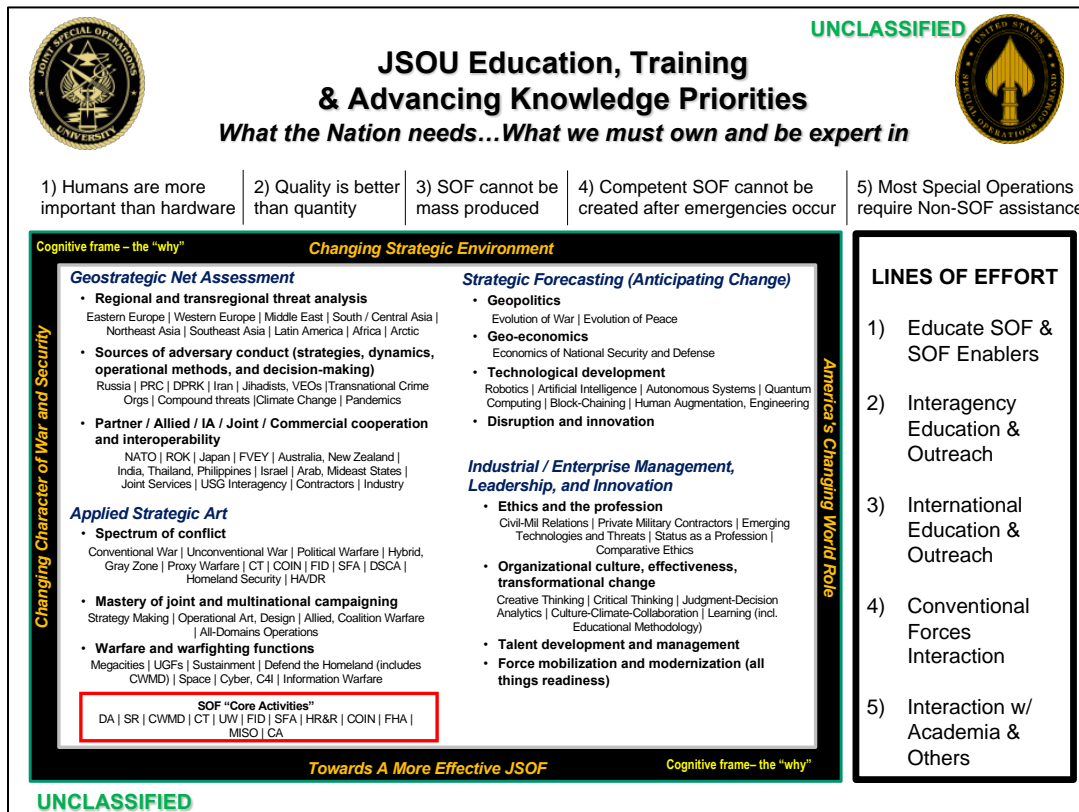 UNCLASSIFIED
JOINT SPECIAL OPERATIONS
UNIVERSITY
UNITED STATES
SPECIAL OPERATIONS COMMAND
JSOU Education, Training
& Advancing Knowledge Priorities
What the Nation needs…What we must own and be expert in
1) Humans are more
important than hardware
2) Quality is better
than quantity
3) SOF cannot be
mass produced
4) Competent SOF cannot be
created after emergencies occur
5) Most Special Operations
require Non-SOF assistance
Cognitive frame – the “why”
Changing Strategic Environment
Changing Character of War and Security
Geostrategic Net Assessment
• Regional and transregional threat analysis
Eastern Europe | Western Europe | Middle East | South / Central Asia |
Northeast Asia | Southeast Asia | Latin America | Africa | Arctic
• Sources of adversary conduct (strategies, dynamics,
operational methods, and decision-making)
Russia | PRC | DPRK | Iran | Jihadists, VEOs |Transnational Crime
Orgs | Compound threats |Climate Change | Pandemics
• Partner / Allied / IA / Joint / Commercial cooperation
and interoperability
NATO | ROK | Japan | FVEY | Australia, New Zealand |
India, Thailand, Philippines | Israel | Arab, Mideast States |
Joint Services | USG Interagency | Contractors | Industry
Applied Strategic Art
• Spectrum of conflict
Conventional War | Unconventional War | Political Warfare | Hybrid,
Gray Zone | Proxy Warfare | CT | COIN | FID | SFA | DSCA |
Homeland Security | HA/DR
• Mastery of joint and multinational campaigning
Strategy Making | Operational Art, Design | Allied, Coalition Warfare
| All-Domains Operations
• Warfare and warfighting functions
Megacities | UGFs | Sustainment | Defend the Homeland (includes
CWMD) | Space | Cyber, C4I | Information Warfare
SOF “Core Activities”
DA | SR | CWMD | CT | UW | FID | SFA | HR&R | COIN | FHA |
MISO | CA
Strategic Forecasting (Anticipating Change)
• Geopolitics
Evolution of War | Evolution of Peace
• Geo-economics
Economics of National Security and Defense
• Technological development
Robotics | Artificial Intelligence | Autonomous Systems | Quantum
Computing | Block-Chaining | Human Augmentation, Engineering
• Disruption and innovation
Industrial / Enterprise Management,
Leadership, and Innovation
• Ethics and the profession
Civil-Mil Relations | Private Military Contractors | Emerging
Technologies and Threats | Status as a Profession |
Comparative Ethics
• Organizational culture, effectiveness,
transformational change
Creative Thinking | Critical Thinking | Judgment-Decision
Analytics | Culture-Climate-Collaboration | Learning (incl.
Educational Methodology)
• Talent development and management
• Force mobilization and modernization (all
things readiness)
America's Changing World Role
Towards A More Effective JSOF
Cognitive frame– the “why”
LINES OF EFFORT
1) Educate SOF &
SOF Enablers
2) Interagency
Education &
Outreach
3) International
Education &
Outreach
4) Conventional
Forces
Interaction
5) Interaction w/
Academia &
Others
UNCLASSIFIED